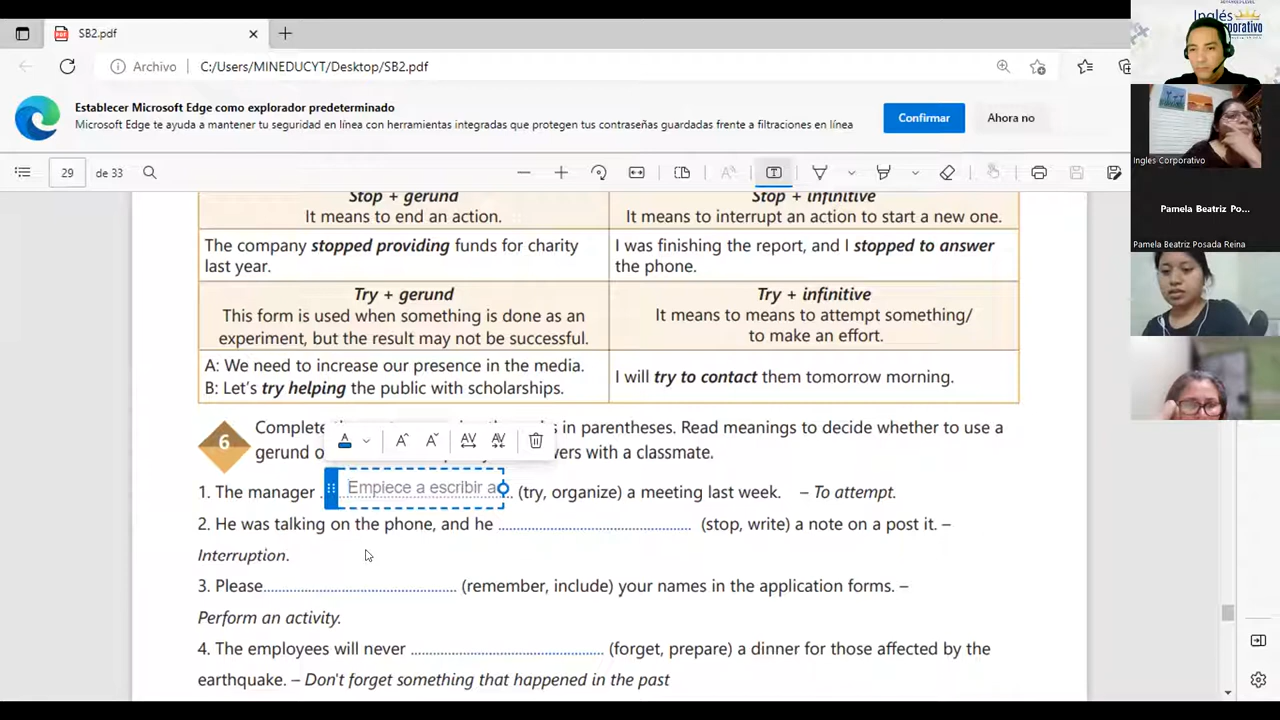 SB2.pdf
Archivo | C:/Users/MINEDUCYT/Desktop/SB2.pdf
Establecer Microsoft Edge como explorador predeterminado
Microsoft Edge te ayuda a mantener tu seguridad en línea con herramientas integradas que protegen tus contraseñas guardadas frente a filtraciones en línea
Confirmar
Ahora no
29 de 33
Stop + gerund
It means to end an action.
Stop + infinitive
It means to interrupt an action to start a new one.
The company stopped providing funds for charity
last year.
I was finishing the report, and I stopped to answer
the phone.
Try + gerund
This form is used when something is done as an
experiment, but the result may not be successful.
Try + infinitive
It means to means to attempt something/
to make an effort.
A: We need to increase our presence in the media.
B: Let's try helping the public with scholarships.
I will try to contact them tomorrow morning.
6
Complete in parentheses. Read meanings to decide whether to use a
gerund with a classmate.
1. The manager Empiece a escribir a (try, organize) a meeting last week. – To attempt.
2. He was talking on the phone, and he ........ (stop, write) a note on a post it. –
Interruption.
3. Please........ (remember, include) your names in the application forms. –
Perform an activity.
4. The employees will never ........ (forget, prepare) a dinner for those affected by the
earthquake. – Don't forget something that happened in the past
Inglés
Ingles Corporativo
Pamela Beatriz Po...
Pamela Beatriz Posada Reina